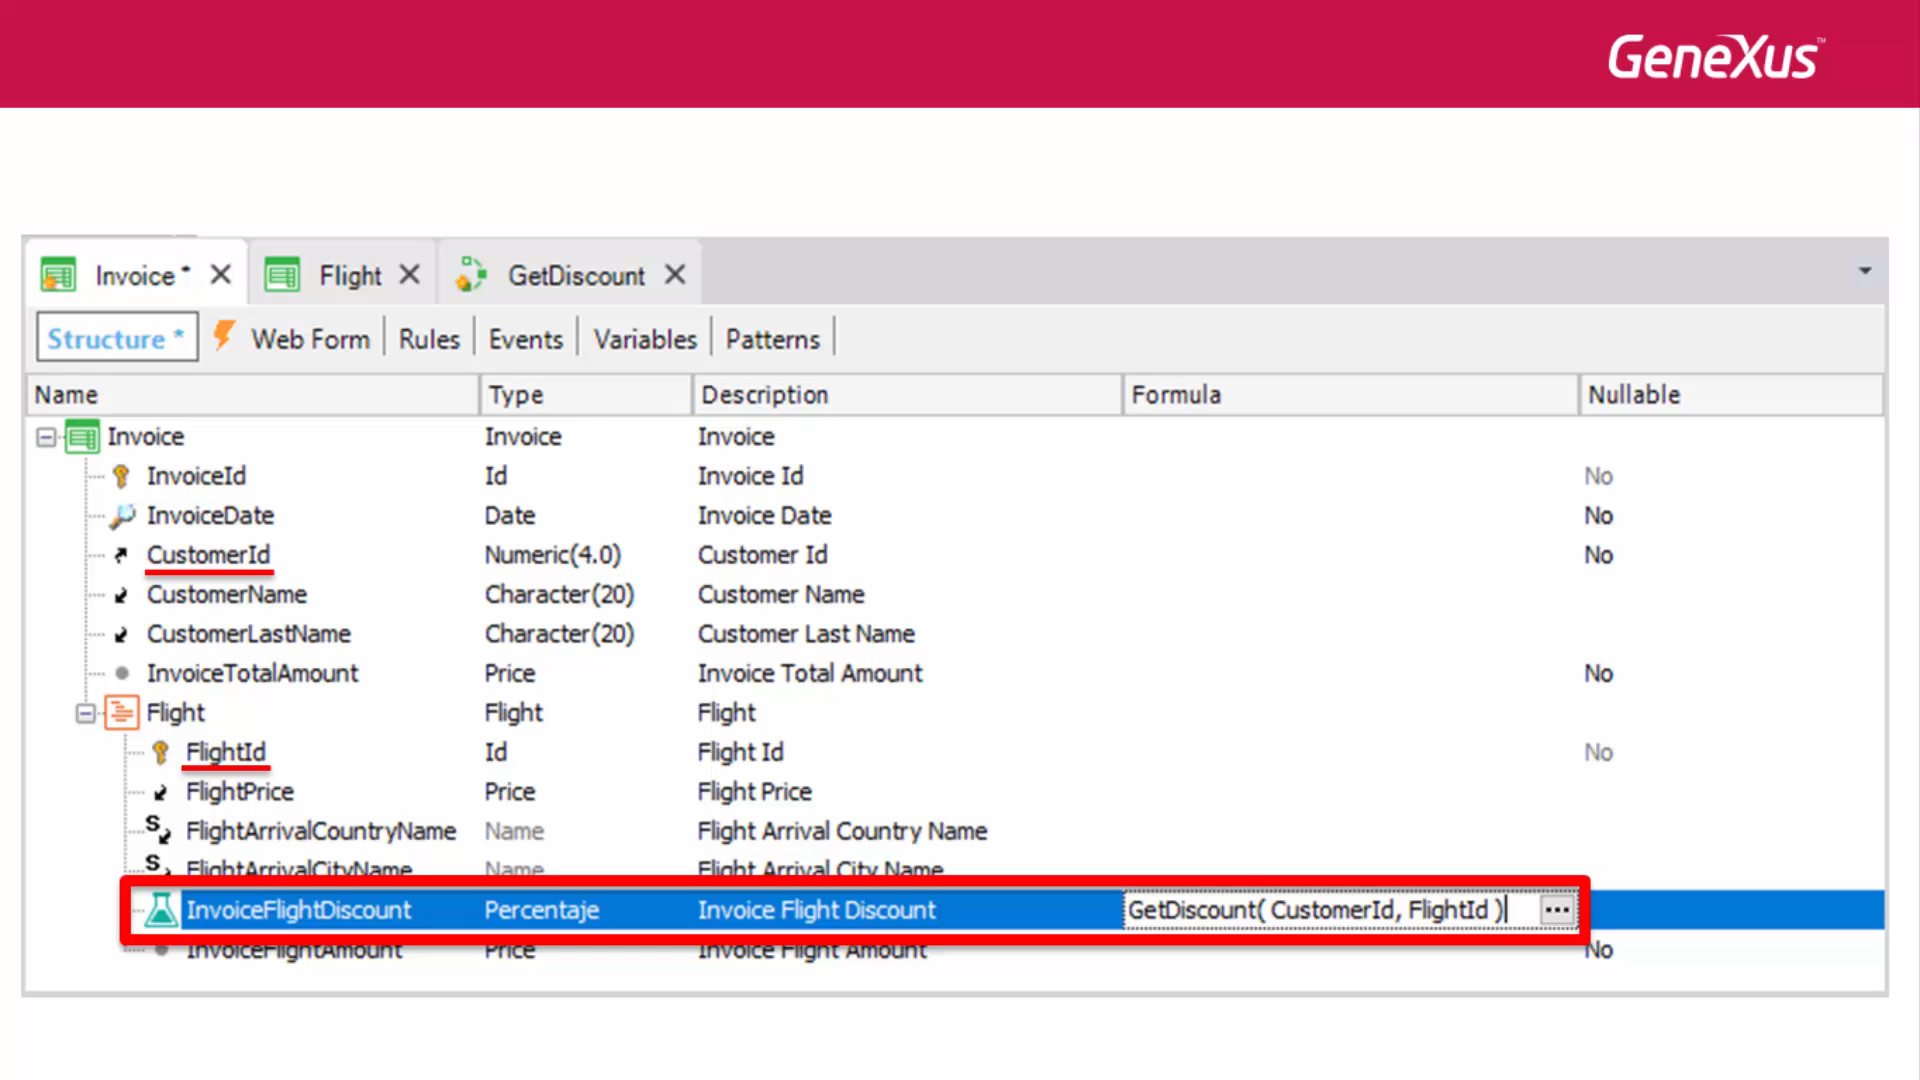 GeneXus™
Invoice * Flight GetDiscount
Structure * Web Form Rules Events Variables Patterns
Name Type Description Formula Nullable
Invoice Invoice Invoice
InvoiceId Id Invoice Id No
InvoiceDate Date Invoice Date No
CustomerId Numeric(4.0) Customer Id No
CustomerName Character(20) Customer Name
CustomerLastName Character(20) Customer Last Name
InvoiceTotalAmount Price Invoice Total Amount No
Flight Flight Flight
FlightId Id Flight Id No
FlightPrice Price Flight Price
S FlightArrivalCountryName Name Flight Arrival Country Name
S FlightArrivalCityName Name Flight Arrival City Name
InvoiceFlightDiscount Percentaje Invoice Flight Discount GetDiscount( CustomerId, FlightId ) ...
InvoiceFlightAmount Price Invoice Flight Amount No